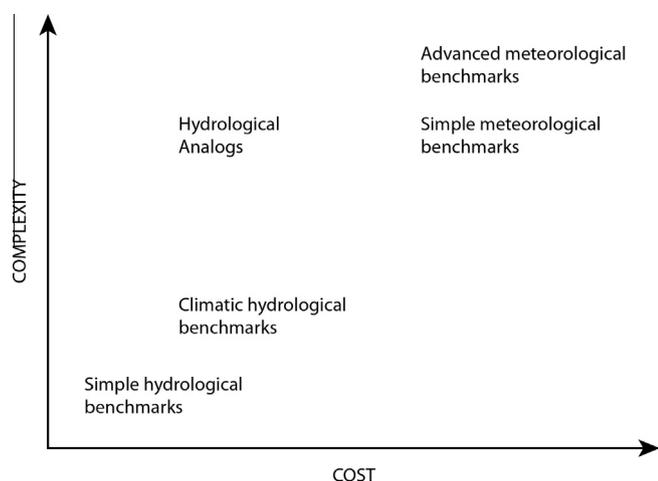 Advanced meteorological
benchmarks
Hydrological
Analogs
Simple meteorological
benchmarks
COMPLEXITY
Climatic hydrological
benchmarks
Simple hydrological
benchmarks
COST